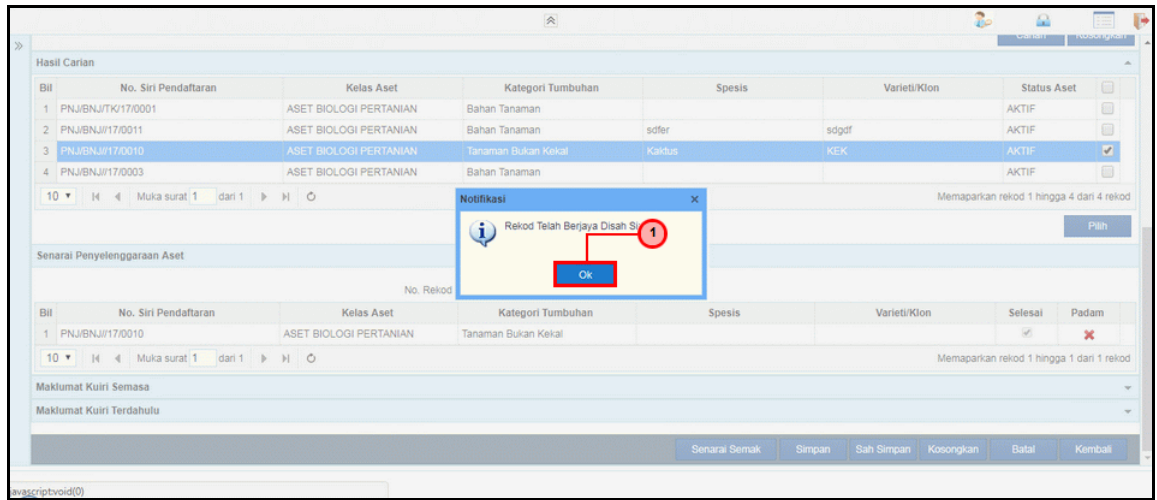 Carian Kosongkan
Hasil Carian
Bil No. Siri Pendaftaran Kelas Aset Kategori Tumbuhan Spesis Varieti/Klon Status Aset
1 PNJ/BNJ/TK/17/0001 ASET BIOLOGI PERTANIAN Bahan Tanaman AKTIF
2 PNJ/BNJ//17/0011 ASET BIOLOGI PERTANIAN Bahan Tanaman sdfer sdgdf AKTIF
3 PNJ/BNJ//17/0010 ASET BIOLOGI PERTANIAN Tanaman Bukan Kekal Kaktus KEK AKTIF
4 PNJ/BNJ//17/0003 ASET BIOLOGI PERTANIAN Bahan Tanaman AKTIF
10 Muka surat 1 dari 1 Memaparkan rekod 1 hingga 4 dari 4 rekod
Notifikasi
Rekod Telah Berjaya Disah
1
Ok
Pilih
Senarai Penyelenggaraan Aset
No. Rekod
Bil No. Siri Pendaftaran Kelas Aset Kategori Tumbuhan Spesis Varieti/Klon Selesai Padam
1 PNJ/BNJ//17/0010 ASET BIOLOGI PERTANIAN Tanaman Bukan Kekal
10 Muka surat 1 dari 1 Memaparkan rekod 1 hingga 1 dari 1 rekod
Maklumat Kuiri Semasa
Maklumat Kuiri Terdahulu
Senarai Semak Simpan Sah Simpan Kosongkan Batal Kembali
javascript:void(0)